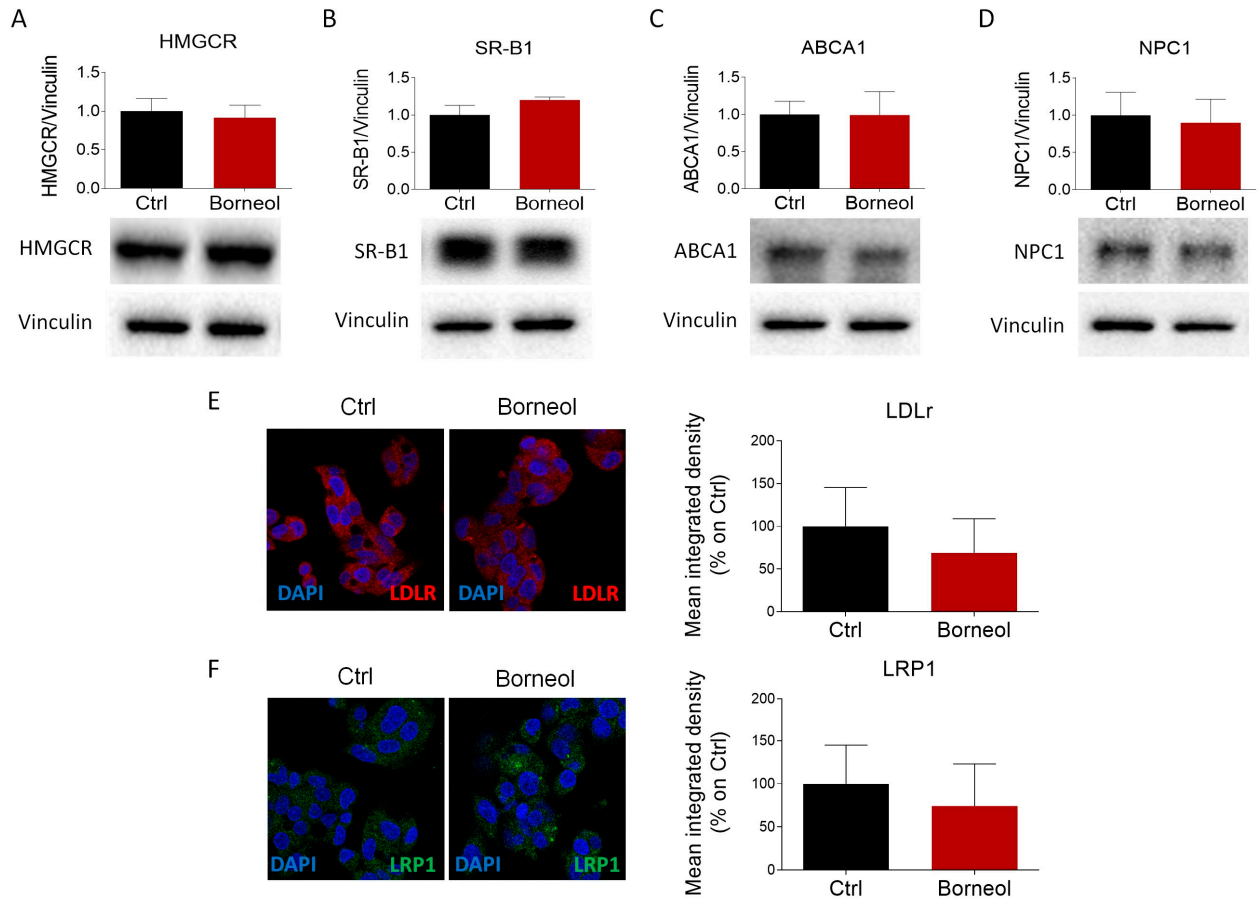 A
HMGCR
HMGCR/Vinculin
1.5
1.0
0.5
0.0
Ctrl Borneol
HMGCR
Vinculin
B
SR-B1
SR-B1/Vinculin
1.5
1.0
0.5
0.0
Ctrl Borneol
SR-B1
Vinculin
C
ABCA1
ABCA1/Vinculin
1.5
1.0
0.5
0.0
Ctrl Borneol
ABCA1
Vinculin
D
NPC1
NPC1/Vinculin
1.5
1.0
0.5
0.0
Ctrl Borneol
NPC1
Vinculin
E
Ctrl Borneol
DAPI LDLR DAPI LDLR
LDLr
Mean integrated density
(% on Ctrl)
200
150
100
50
0
Ctrl Borneol
F
Ctrl Borneol
DAPI LRP1 DAPI LRP1
LRP1
Mean integrated density
(% on Ctrl)
200
150
100
50
0
Ctrl Borneol